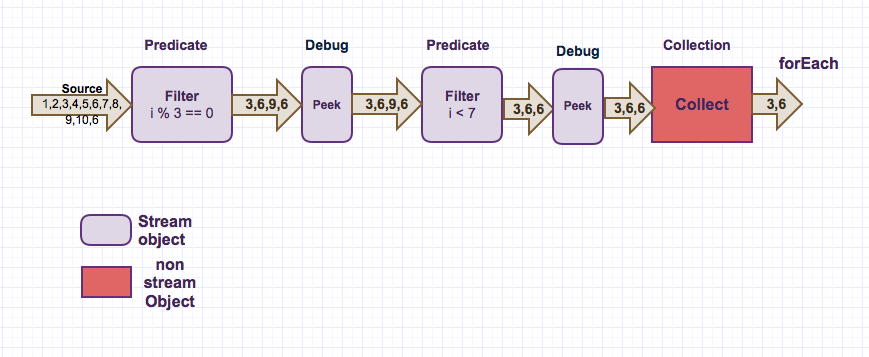 Predicate
Debug
Predicate
Debug
Collection
forEach
Source
1,2,3,4,5,6,7,8,
9,10,6
Filter
i % 3 == 0
3,6,9,6
Peek
3,6,9,6
Filter
i < 7
3,6,6
Peek
3,6,6
Collect
3,6
Stream
object
non
stream
Object